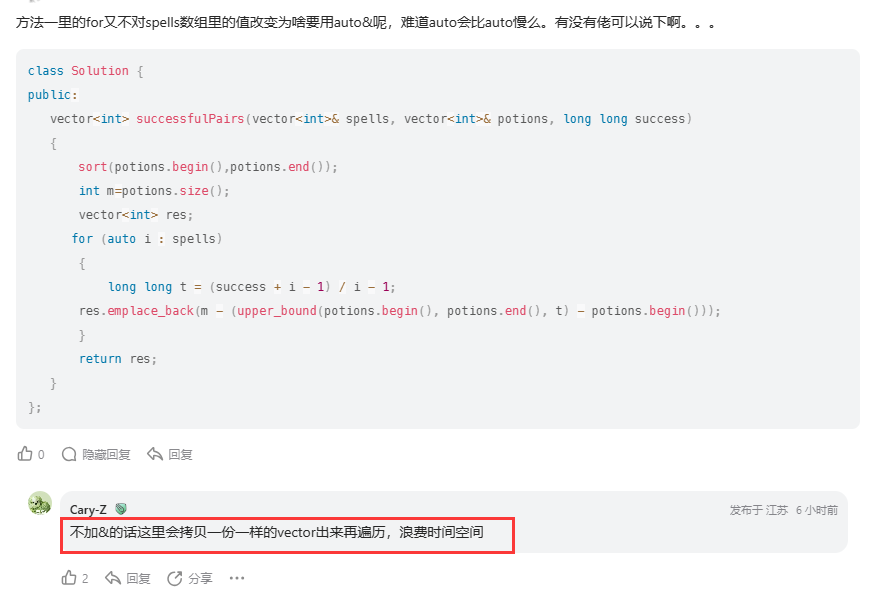 方法一里的for又不对spells数组里的值改变为啥要用auto&呢，难道auto会比auto慢么。有没有佬可以说下啊。。。
class Solution {
public:
vector<int> successfulPairs(vector<int>& spells, vector<int>& potions, long long success)
{
sort(potions.begin(),potions.end());
int m=potions.size();
vector<int> res;
for (auto i : spells)
{
long long t = (success + i - 1) / i - 1;
res.emplace_back(m - (upper_bound(potions.begin(), potions.end(), t) - potions.begin()));
}
return res;
}
};
0 隐藏回复 回复
Cary-Z 发布于 江苏 6 小时前
不加&的话这里会拷贝一份一样的vector出来再遍历，浪费时间空间
2 回复 分享